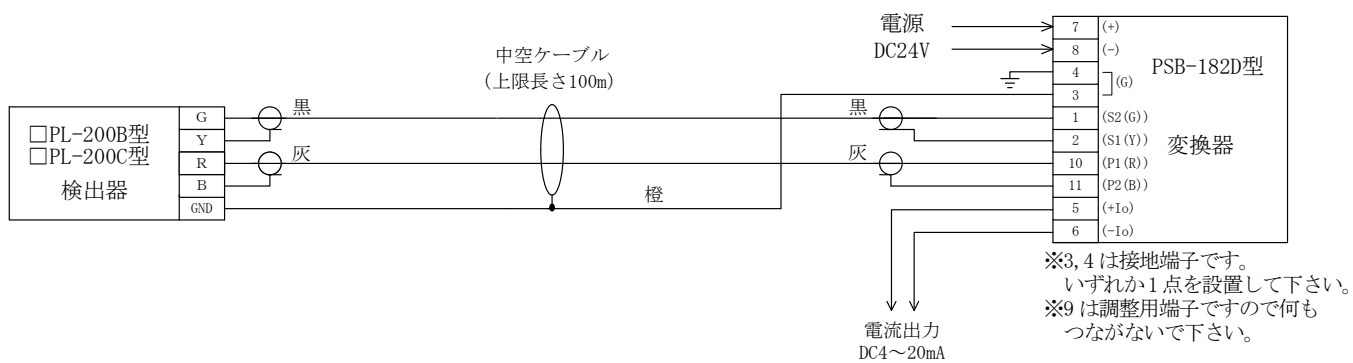 □PL-200B型
□PL-200C型
検出器
G
Y
R
B
GND
黒
灰
中空ケーブル
(上限長さ100m)
橙
黒
灰
電源
DC24V
7 (+)
8 (-)
4
3
(G)
1 (S2(G))
2 (S1(Y))
10 (P1(R))
11 (P2(B))
5 (+Io)
6 (-Io)
PSB-182D型
変換器
電流出力
DC4～20mA
※3,4は接地端子です。
いずれか1点を設置して下さい。
※9は調整用端子ですので何も
つながないで下さい。